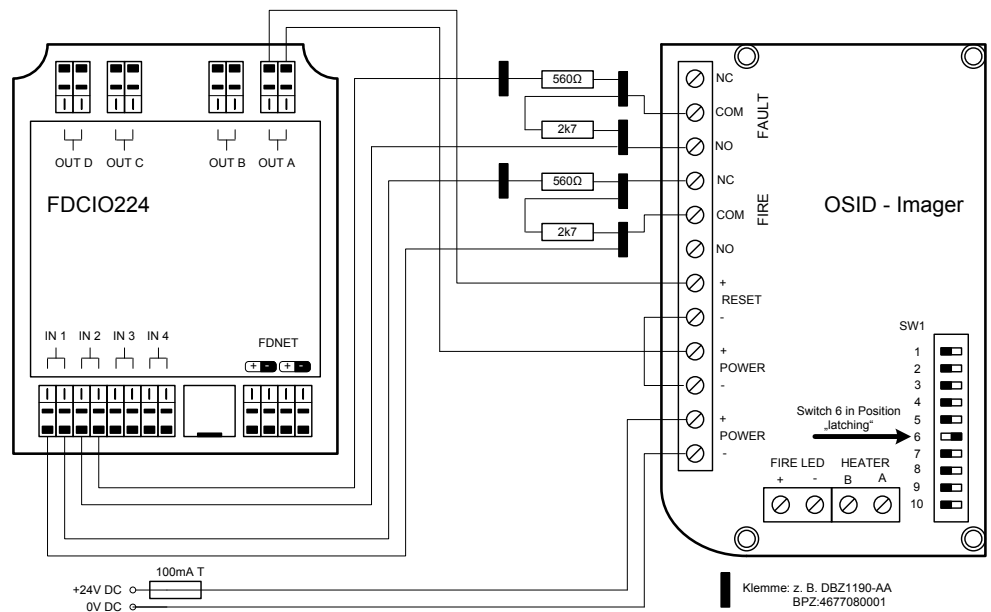 OUT D OUT C OUT B OUT A
FDCIO224
IN 1 IN 2 IN 3 IN 4
FDNET
+ - + -
560Ω
2k7
560Ω
2k7
NC
COM
NO
FAULT
NC
COM
NO
FIRE
+
RESET
-
+
POWER
-
+
POWER
-
OSID - Imager
SW1
1
2
3
4
5
6
7
8
9
10
Switch 6 in Position
„latching“
FIRE LED HEATER
+ - B A
100mA T
+24V DC
0V DC
Klemme: z. B. DBZ1190-AA
BPZ:4677080001